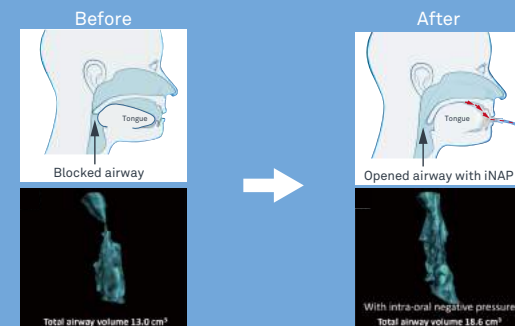 Before
After
Tongue
Blocked airway
Tongue
Opened airway with iNAP
Total airway volume 13.0 cm³
With intra-oral negative pressure
Total airway volume 18.6 cm³